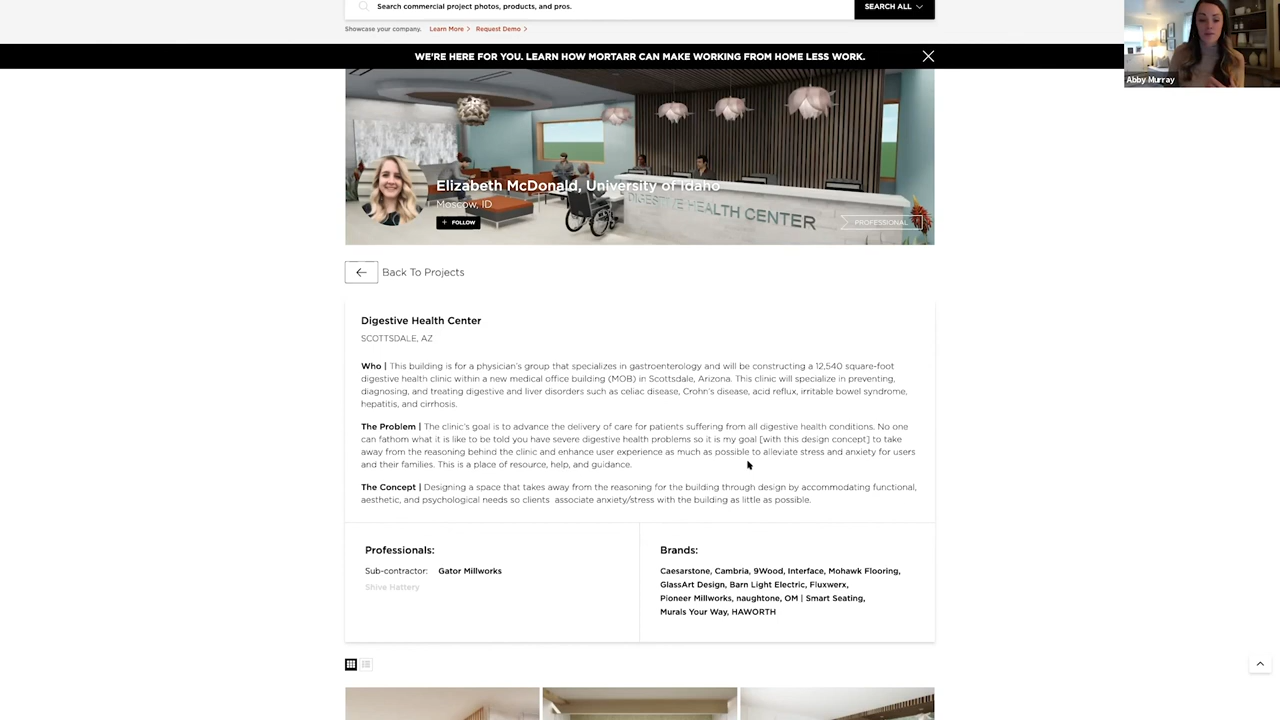 Search commercial project photos, products, and pros.
SEARCH ALL
Showcase your company. Learn More Request Demo
WE'RE HERE FOR YOU. LEARN HOW MORTARR CAN MAKE WORKING FROM HOME LESS WORK.
Abby Murray
Elizabeth McDonald, University of Idaho
Moscow, ID
+ FOLLOW
DIGESTIVE HEALTH CENTER
PROFESSIONAL
Back To Projects
Digestive Health Center
SCOTTSDALE, AZ
Who | This building is for a physician's group that specializes in gastroenterology and will be constructing a 12,540 square-foot
digestive health clinic within a new medical office building (MOB) in Scottsdale, Arizona. This clinic will specialize in preventing,
diagnosing, and treating digestive and liver disorders such as celiac disease, Crohn's disease, acid reflux, irritable bowel syndrome,
hepatitis, and cirrhosis.
The Problem | The clinic's goal is to advance the delivery of care for patients suffering from all digestive health conditions. No one
can fathom what it is like to be told you have severe digestive health problems so it is my goal [with this design concept] to take
away from the reasoning behind the clinic and enhance user experience as much as possible to alleviate stress and anxiety for users
and their families. This is a place of resource, help, and guidance.
The Concept | Designing a space that takes away from the reasoning for the building through design by accommodating functional,
aesthetic, and psychological needs so clients associate anxiety/stress with the building as little as possible.
Professionals:
Sub-contractor: Gator Millworks
Shive Hattery
Brands:
Caesarstone, Cambria, 9Wood, Interface, Mohawk Flooring,
GlassArt Design, Barn Light Electric, Fluxwerx,
Pioneer Millworks, naughtone, OM | Smart Seating,
Murals Your Way, HAWORTH